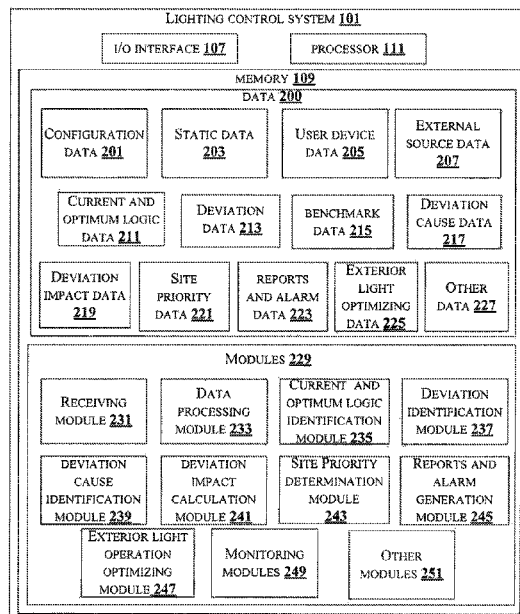 LIGHTING CONTROL SYSTEM 101
I/O INTERFACE 107
PROCESSOR 111
MEMORY 109
DATA 200
CONFIGURATION
DATA 201
STATIC DATA
203
USER DEVICE
DATA 205
EXTERNAL
SOURCE DATA
207
CURRENT AND
OPTIMUM LOGIC
DATA 211
DEVIATION
DATA 213
BENCHMARK
DATA 215
DEVIATION
CAUSE DATA
217
DEVIATION
IMPACT DATA
219
SITE
PRIORITY
DATA 221
REPORTS
AND ALARM
DATA 223
EXTERIOR
LIGHT
OPTIMIZING
DATA 225
OTHER
DATA 227
MODULES 229
RECEIVING
MODULE 231
DATA
PROCESSING
MODULE 233
CURRENT AND
OPTIMUM LOGIC
IDENTIFICATION
MODULE 235
DEVIATION
IDENTIFICATION
MODULE 237
DEVIATION
CAUSE
IDENTIFICATION
MODULE 239
DEVIATION
IMPACT
CALCULATION
MODULE 241
SITE PRIORITY
DETERMINATION
MODULE
243
REPORTS AND
ALARM
GENERATION
MODULE 245
EXTERIOR LIGHT
OPERATION
OPTIMIZING
MODULE 247
MONITORING
MODULES 249
OTHER
MODULES 251